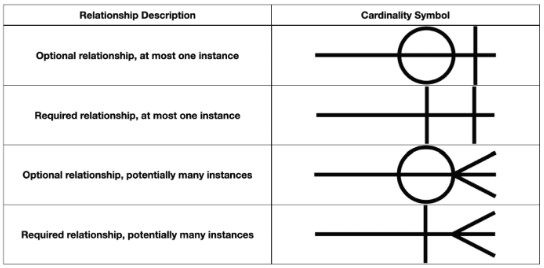 Relationship Description
Cardinality Symbol
Optional relationship, at most one instance
Required relationship, at most one instance
Optional relationship, potentially many instances
Required relationship, potentially many instances